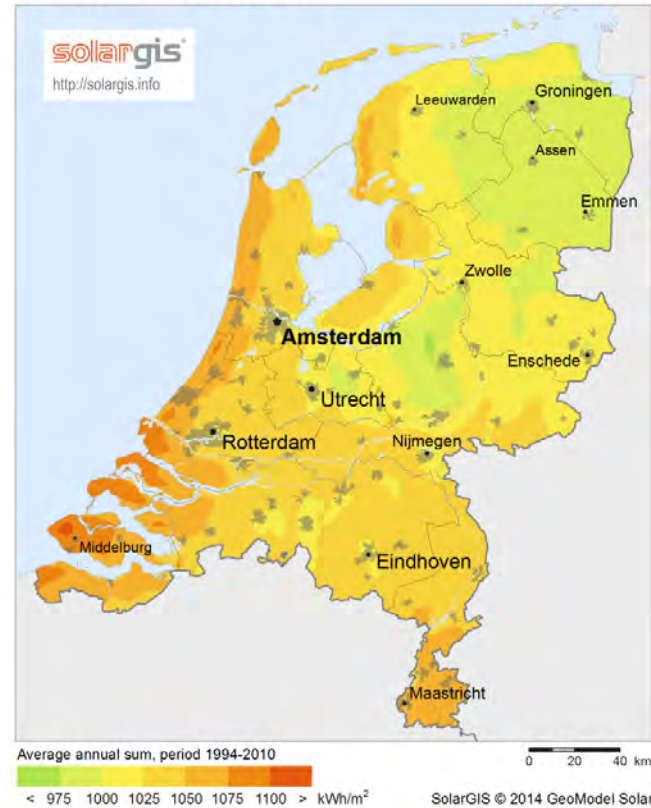 solargis
http://solargis.info
Leeuwarden
Groningen
Assen
Emmen
Zwolle
Amsterdam
Enschede
Utrecht
Rotterdam
Nijmegen
Middelburg
Eindhoven
Maastricht
Average annual sum, period 1994-2010
0 20 40 km
< 975 1000 1025 1050 1075 1100 > kWh/m²
SolarGIS © 2014 GeoModel Solar